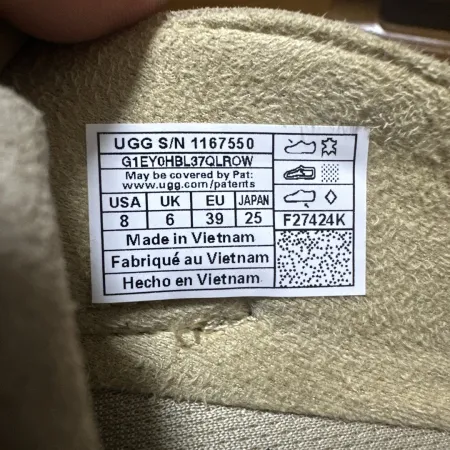 UGG S/N 1167550
G1EY0HBL37QLROW
May be covered by Pat:
www.ugg.com/patents
USA UK EU JAPAN
8 6 39 25
F27424K
Made in Vietnam
Fabriqué au Vietnam
Hecho en Vietnam